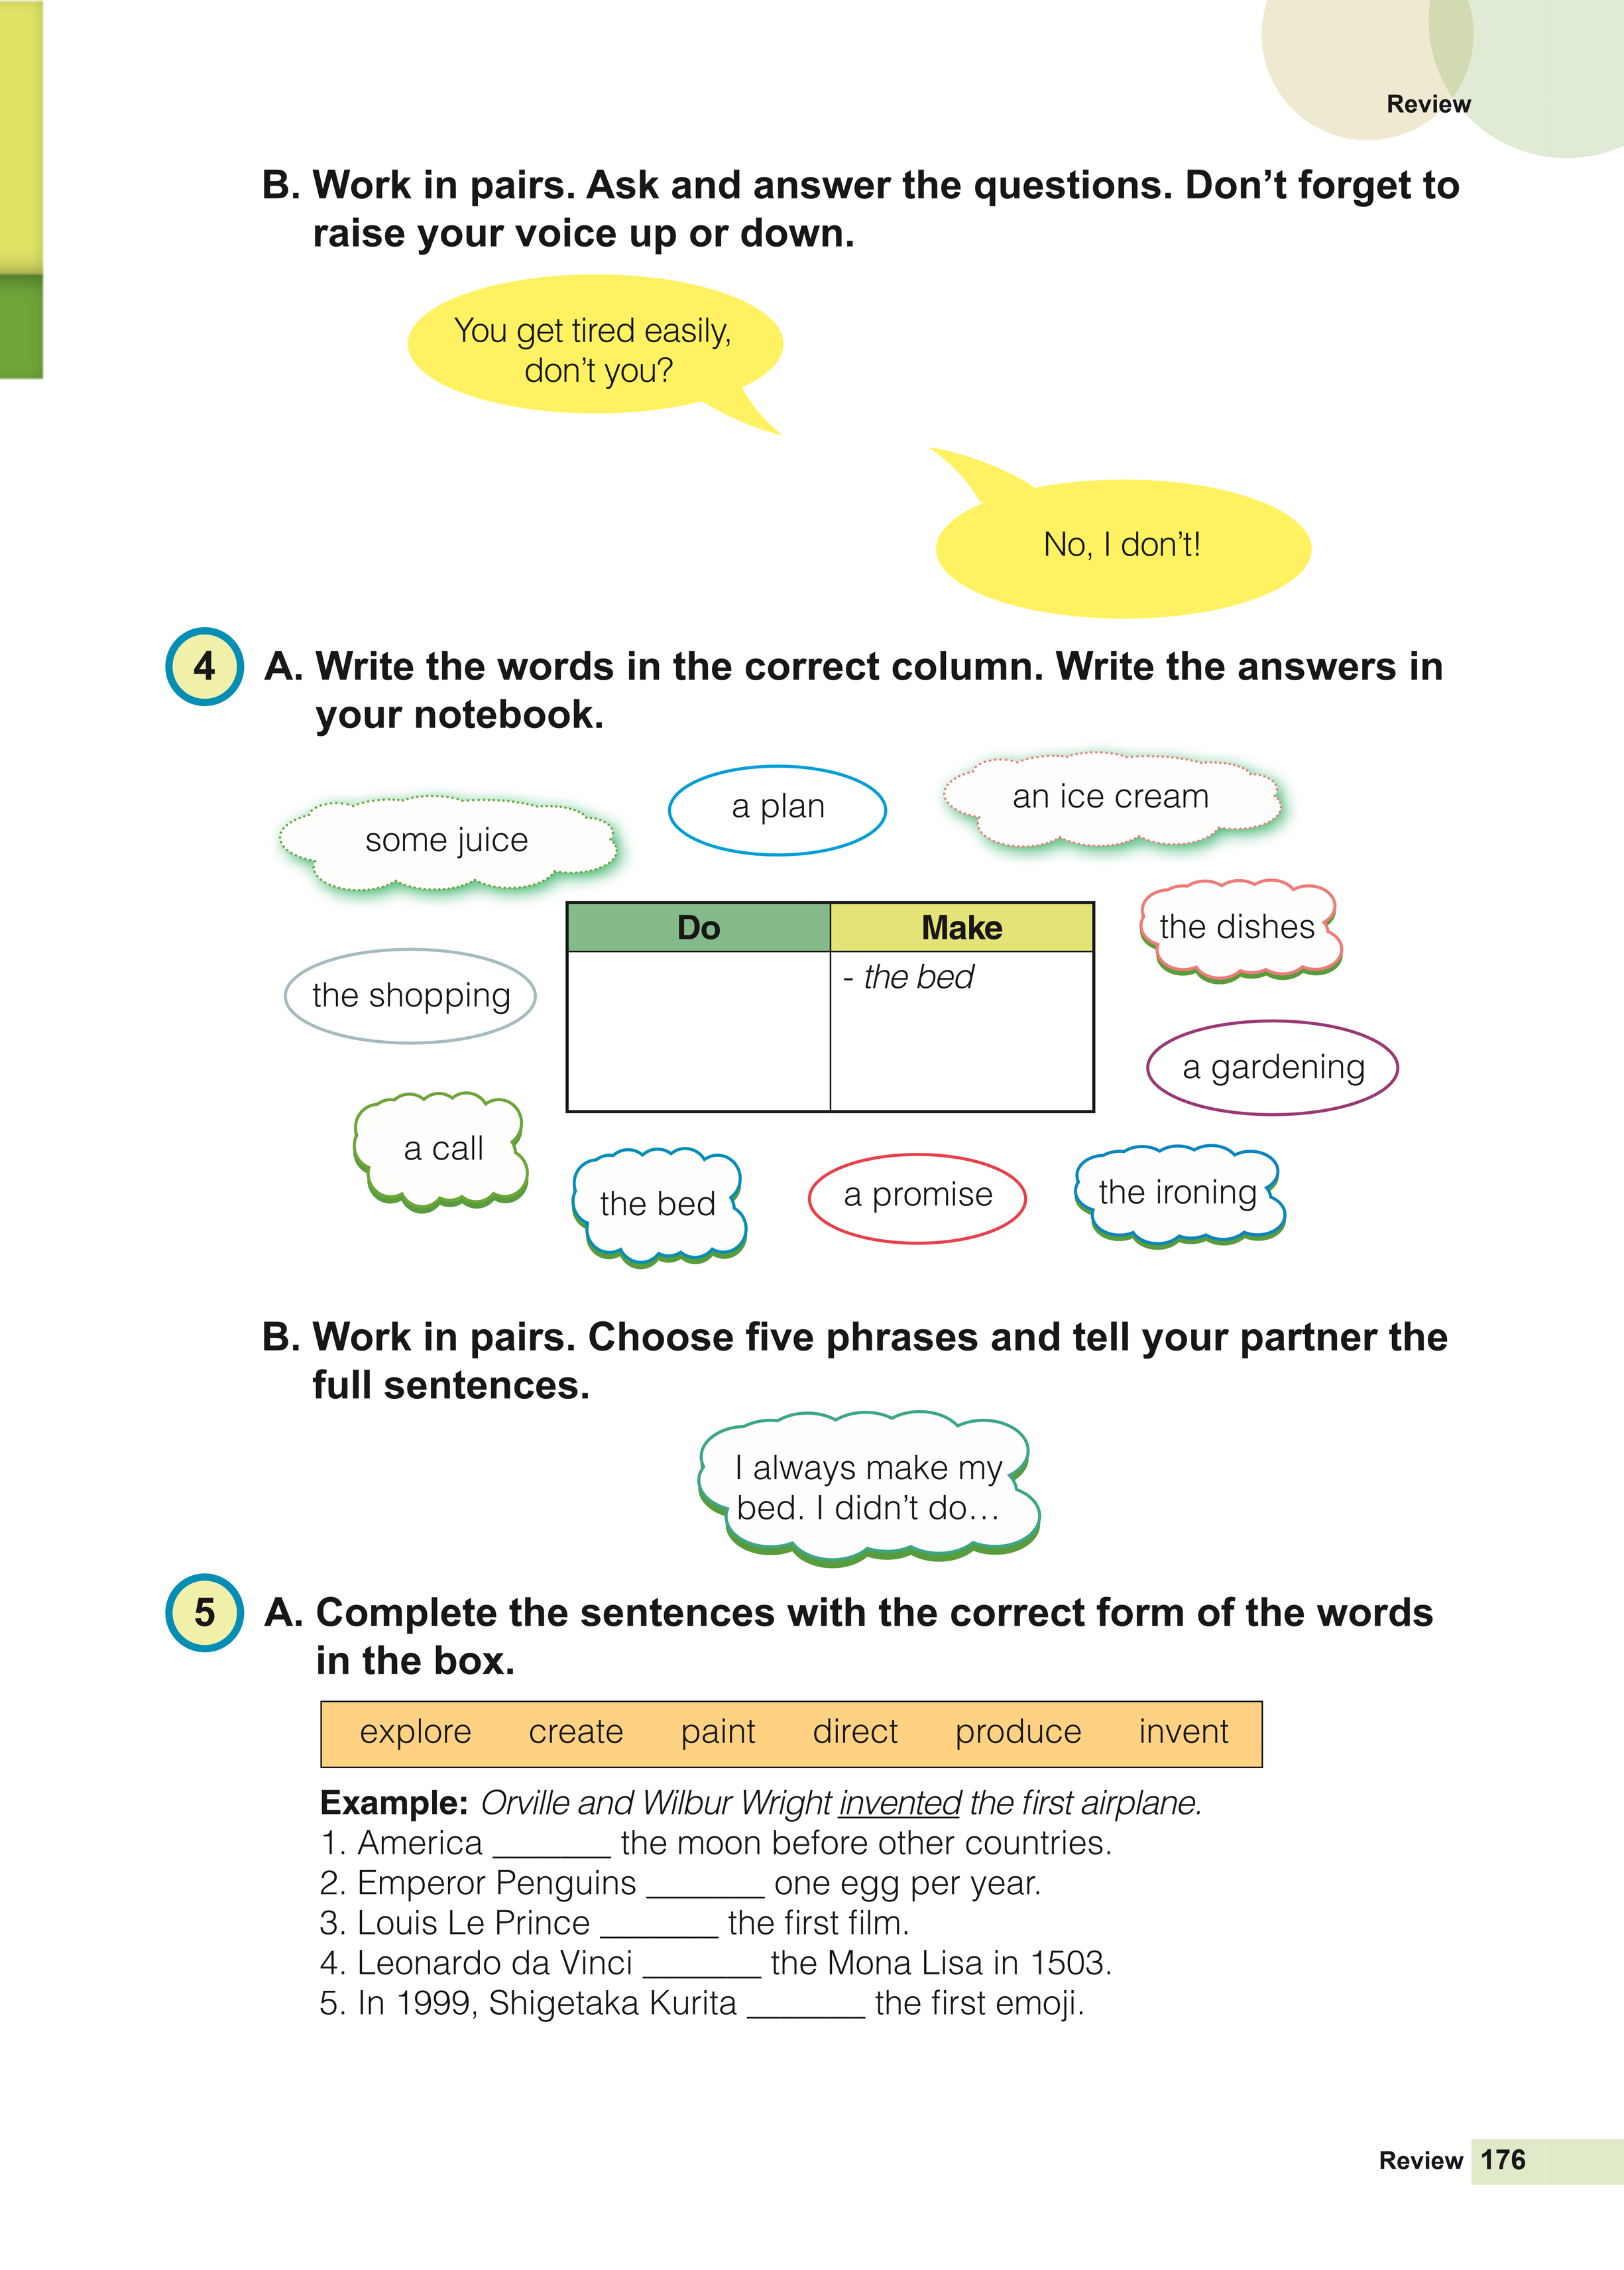 Review
B. Work in pairs. Ask and answer the questions. Don’t forget to
raise your voice up or down.
You get tired easily,
don’t you?
No, I don’t!
4 A. Write the words in the correct column. Write the answers in
your notebook.
some juice
a plan
an ice cream
the dishes
Do Make
- the bed
the shopping
a gardening
a call
the bed
a promise
the ironing
B. Work in pairs. Choose five phrases and tell your partner the
full sentences.
I always make my
bed. I didn’t do…
5 A. Complete the sentences with the correct form of the words
in the box.
explore create paint direct produce invent
Example: Orville and Wilbur Wright invented the first airplane.
1. America _______ the moon before other countries.
2. Emperor Penguins _______ one egg per year.
3. Louis Le Prince _______ the first film.
4. Leonardo da Vinci _______ the Mona Lisa in 1503.
5. In 1999, Shigetaka Kurita _______ the first emoji.
Review 176